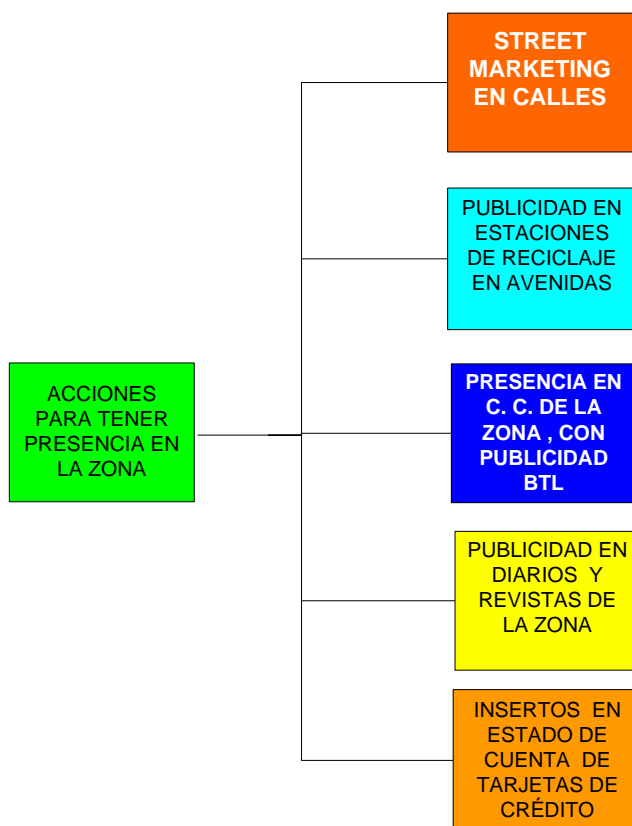 STREET
MARKETING
EN CALLES
PUBLICIDAD EN
ESTACIONES
DE RECICLAJE
EN AVENIDAS
ACCIONES
PARA TENER
PRESENCIA EN
LA ZONA
PRESENCIA EN
C. C. DE LA
ZONA , CON
PUBLICIDAD
BTL
PUBLICIDAD EN
DIARIOS Y
REVISTAS DE
LA ZONA
INSERTOS EN
ESTADO DE
CUENTA DE
TARJETAS DE
CRÉDITO